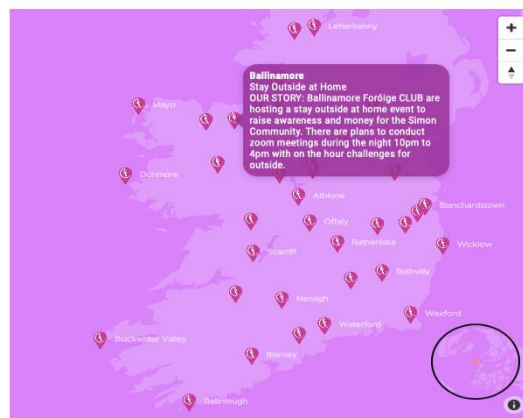 Letterkenny
Ballinamore
Stay Outside at Home
OUR STORY: Ballinamore Foróige CLUB are
hosting a stay outside at home event to
raise awareness and money for the Simon
Community. There are plans to conduct
zoom meetings during the night 10pm to
4pm with on the hour challenges for
outside.
Mayo
Dunmore
Athlone
Blanchardstown
Offaly
Ratheniska
Wicklow
Scarriff
Rathvilly
Nenagh
Wexford
Waterford
Blackwater Valley
Blarney
Ballinlough